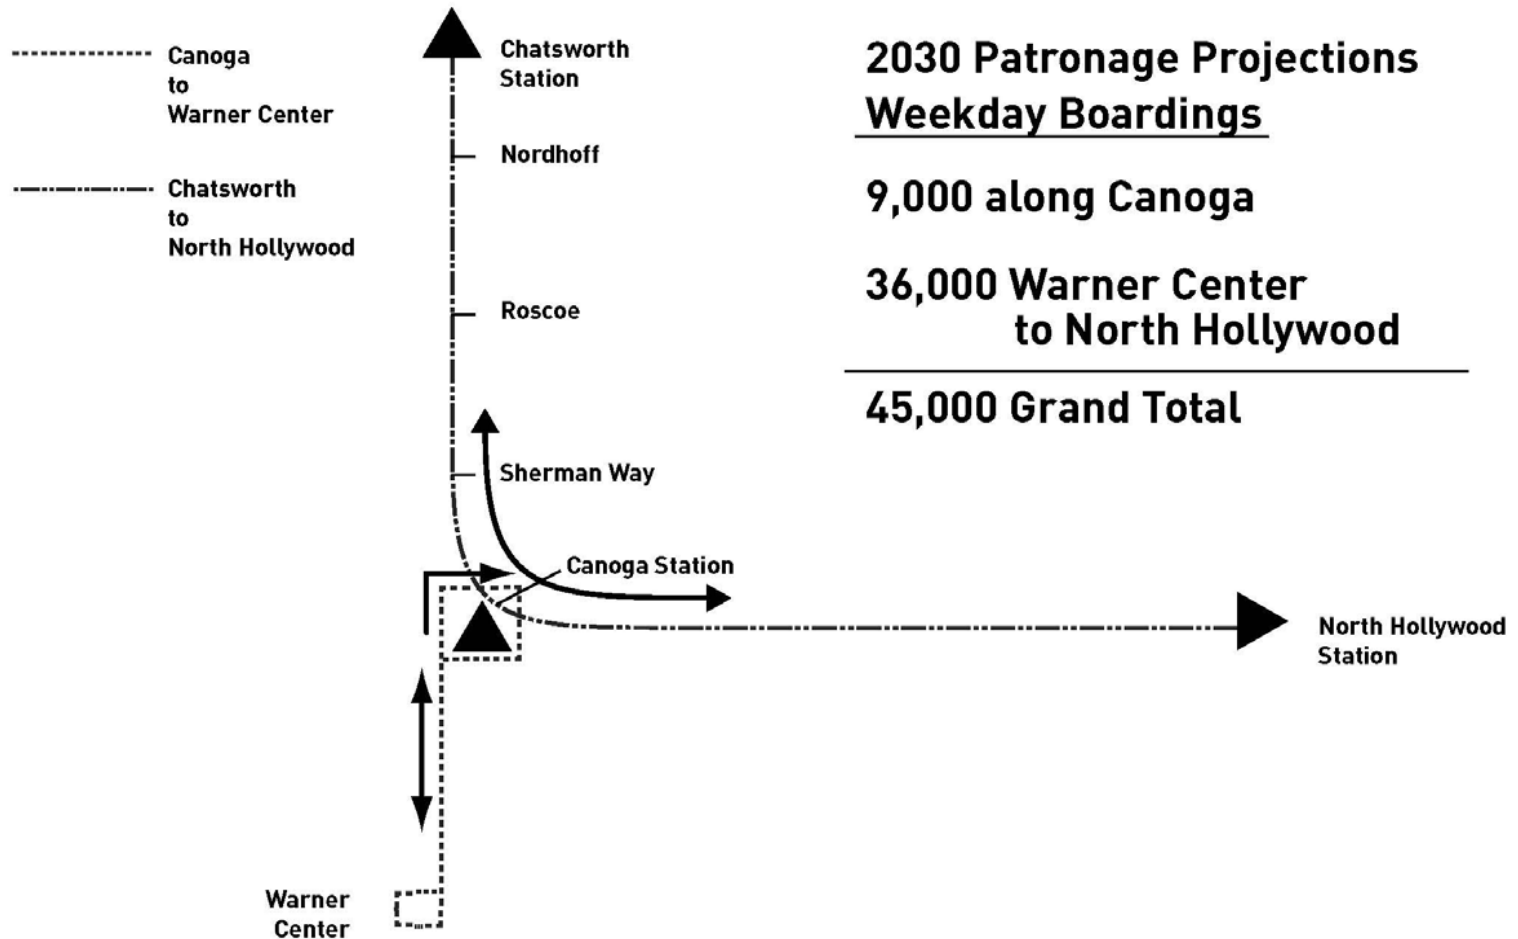 Canoga
to
Warner Center
Chatsworth
to
North Hollywood
Chatsworth
Station
Nordhoff
Roscoe
Sherman Way
Canoga Station
North Hollywood
Station
Warner
Center
2030 Patronage Projections
Weekday Boardings
9,000 along Canoga
36,000 Warner Center
to North Hollywood
45,000 Grand Total